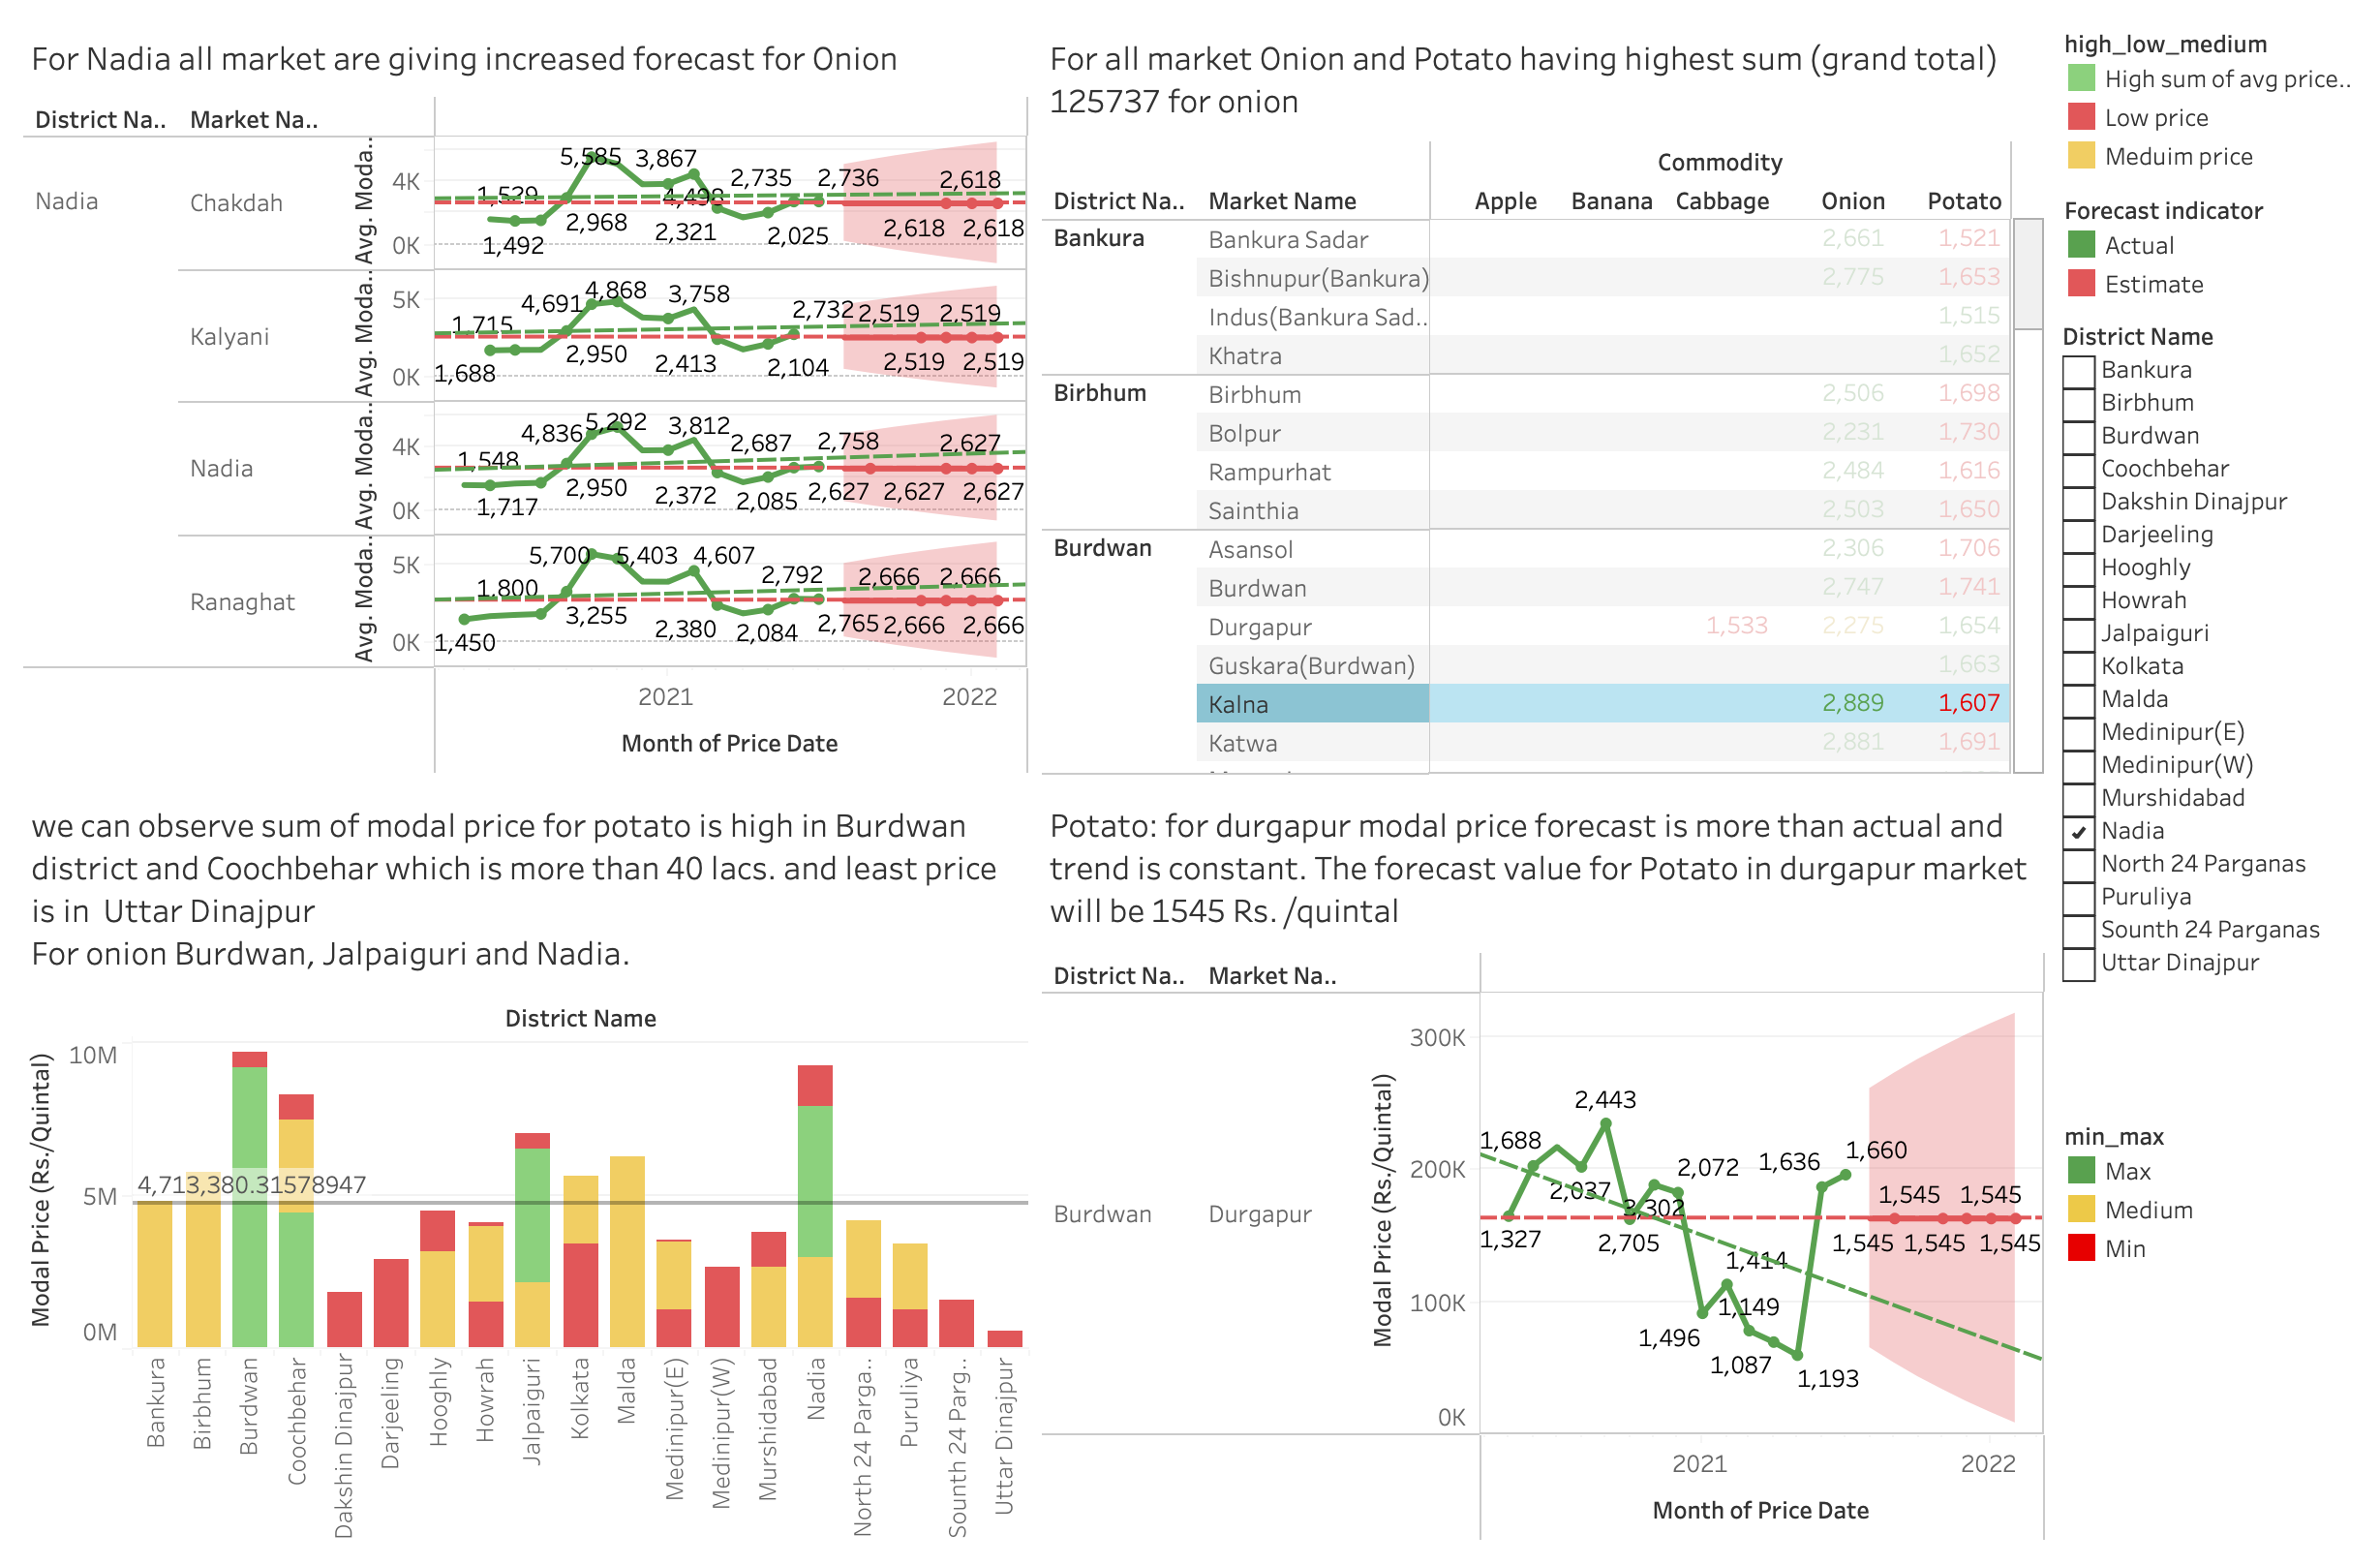 For Nadia all market are giving increased forecast for Onion
District Na..
Market Na..
Nadia
Chakdah
Avg. Moda..
4K
0K
1,529
1,492
2,968
5,585
3,867
4,498
2,321
2,735
2,025
2,736
2,618
2,618
2,618
Kalyani
Avg. Moda..
5K
0K
1,715
1,688
4,691
4,868
2,950
3,758
2,413
2,732
2,104
2,519
2,519
2,519
2,519
Nadia
Avg. Moda..
4K
0K
1,548
1,717
4,836
5,292
2,950
3,812
2,372
2,687
2,085
2,758
2,627
2,627
2,627
2,627
Ranaghat
Avg. Moda..
5K
0K
1,450
1,800
5,700
5,403
3,255
4,607
2,380
2,792
2,084
2,765
2,666
2,666
2,666
2,666
2021
2022
Month of Price Date
For all market Onion and Potato having highest sum (grand total)
125737 for onion
Commodity
District Na.. Market Name Apple Banana Cabbage Onion Potato
Bankura Bankura Sadar 2,661 1,521
Bishnupur(Bankura) 2,775 1,653
Indus(Bankura Sad.. 1,515
Khatra 1,652
Birbhum Birbhum 2,506 1,698
Bolpur 2,231 1,730
Rampurhat 2,484 1,616
Sainthia 2,503 1,650
Burdwan Asansol 2,306 1,706
Burdwan 2,747 1,741
Durgapur 1,533 2,275 1,654
Guskara(Burdwan) 1,663
Kalna 2,889 1,607
Katwa 2,881 1,691
high_low_medium
High sum of avg price..
Low price
Meduim price
Forecast indicator
Actual
Estimate
District Name
Bankura
Birbhum
Burdwan
Coochbehar
Dakshin Dinajpur
Darjeeling
Hooghly
Howrah
Jalpaiguri
Kolkata
Malda
Medinipur(E)
Medinipur(W)
Murshidabad
Nadia
North 24 Parganas
Puruliya
Sounth 24 Parganas
Uttar Dinajpur
we can observe sum of modal price for potato is high in Burdwan
district and Coochbehar which is more than 40 lacs. and least price
is in Uttar Dinajpur
For onion Burdwan, Jalpaiguri and Nadia.
District Name
Modal Price (Rs./Quintal)
10M
5M
0M
4,713,380.31578947
Bankura
Birbhum
Burdwan
Coochbehar
Dakshin Dinajpur
Darjeeling
Hooghly
Howrah
Jalpaiguri
Kolkata
Malda
Medinipur(E)
Medinipur(W)
Murshidabad
Nadia
North 24 Parga..
Puruliya
Sounth 24 Parg..
Uttar Dinajpur
Potato: for durgapur modal price forecast is more than actual and
trend is constant. The forecast value for Potato in durgapur market
will be 1545 Rs. /quintal
District Na..
Market Na..
Burdwan
Durgapur
Modal Price (Rs./Quintal)
300K
200K
100K
0K
1,688
1,327
2,037
2,443
2,705
3,302
2,072
1,496
1,414
1,149
1,087
1,193
1,636
1,660
1,545
1,545
1,545
1,545
1,545
2021
2022
Month of Price Date
min_max
Max
Medium
Min